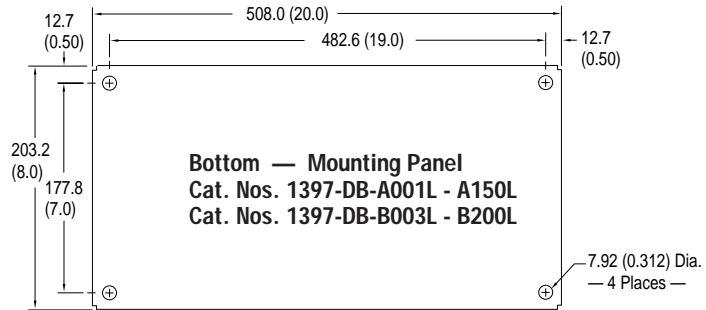 508.0 (20.0)
12.7
(0.50)
482.6 (19.0)
12.7
(0.50)
203.2
(8.0)
177.8
(7.0)
Bottom — Mounting Panel
Cat. Nos. 1397-DB-A001L - A150L
Cat. Nos. 1397-DB-B003L - B200L
7.92 (0.312) Dia.
— 4 Places —